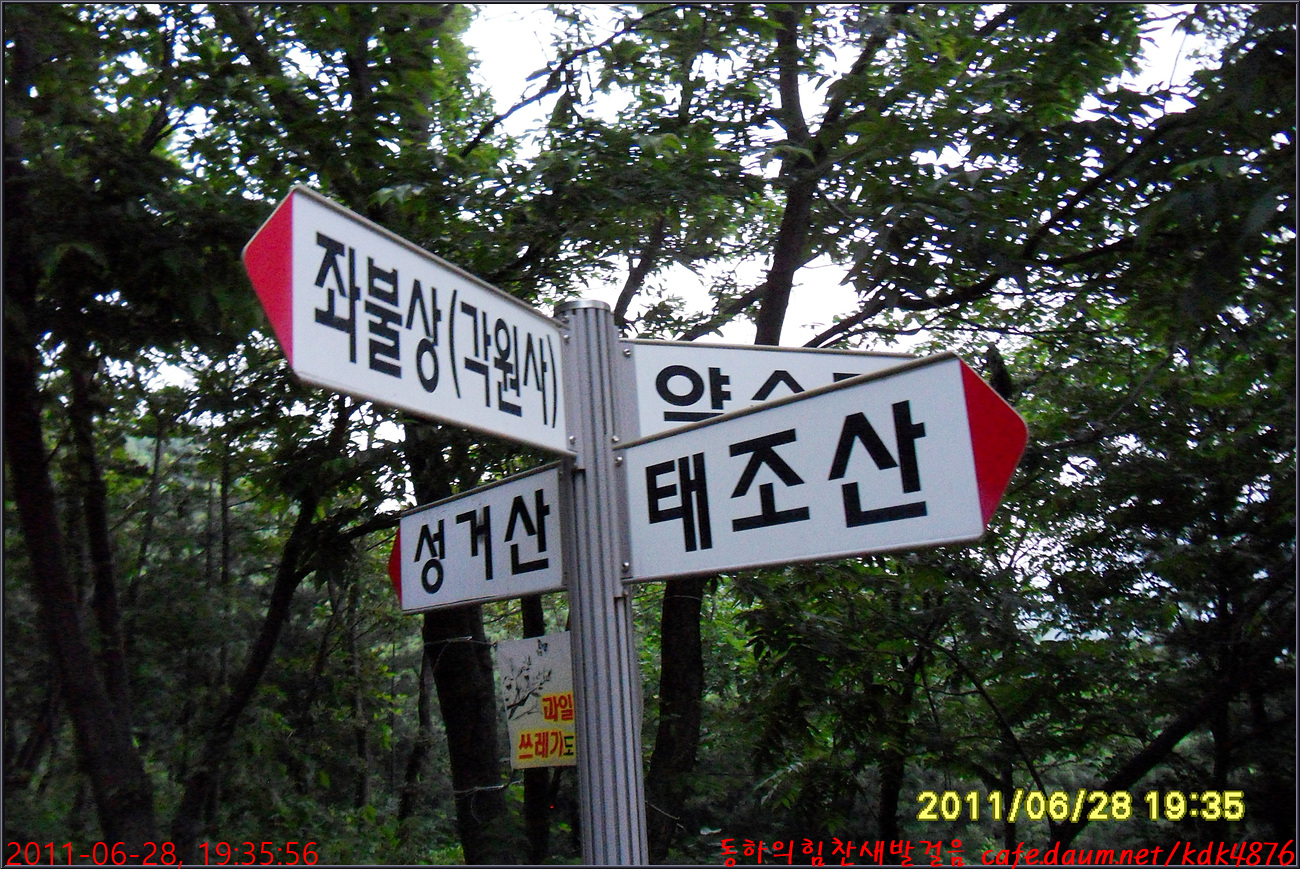 좌불상(각원사)
태조산
성거산
과일
쓰레기도
2011/06/28 19:35
2011-06-28, 19:35:56
동하의힘찬새발걸음 cafe.daum.net/kdk4876